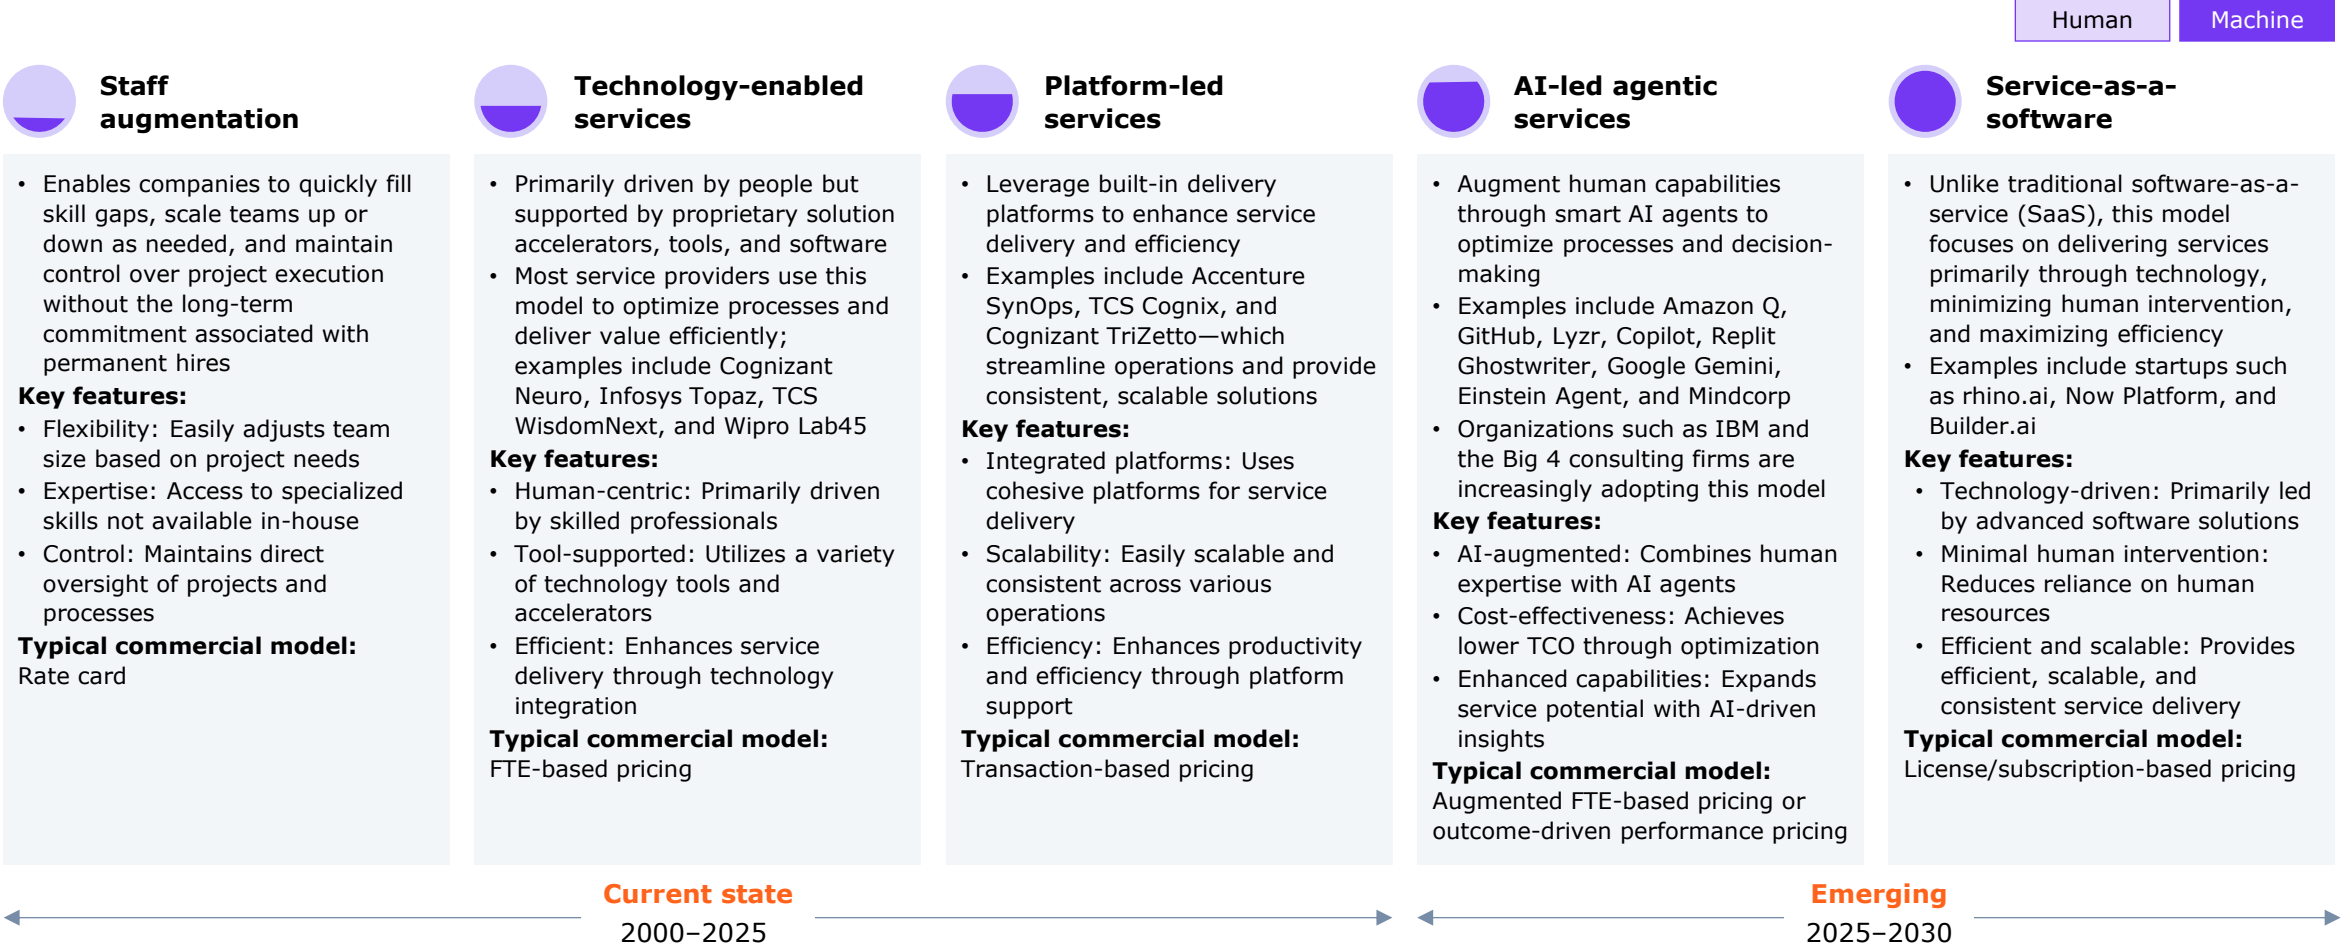 Human
Machine
Staff
augmentation
• Enables companies to quickly fill
skill gaps, scale teams up or
down as needed, and maintain
control over project execution
without the long-term
commitment associated with
permanent hires
Key features:
• Flexibility: Easily adjusts team
size based on project needs
• Expertise: Access to specialized
skills not available in-house
• Control: Maintains direct
oversight of projects and
processes
Typical commercial model:
Rate card
Technology-enabled
services
• Primarily driven by people but
supported by proprietary solution
accelerators, tools, and software
• Most service providers use this
model to optimize processes and
deliver value efficiently;
examples include Cognizant
Neuro, Infosys Topaz, TCS
WisdomNext, and Wipro Lab45
Key features:
• Human-centric: Primarily driven
by skilled professionals
• Tool-supported: Utilizes a variety
of technology tools and
accelerators
• Efficient: Enhances service
delivery through technology
integration
Typical commercial model:
FTE-based pricing
Platform-led
services
• Leverage built-in delivery
platforms to enhance service
delivery and efficiency
• Examples include Accenture
SynOps, TCS Cognix, and
Cognizant TriZetto—which
streamline operations and provide
consistent, scalable solutions
Key features:
• Integrated platforms: Uses
cohesive platforms for service
delivery
• Scalability: Easily scalable and
consistent across various
operations
• Efficiency: Enhances productivity
and efficiency through platform
support
Typical commercial model:
Transaction-based pricing
AI-led agentic
services
• Augment human capabilities
through smart AI agents to
optimize processes and decision-
making
• Examples include Amazon Q,
GitHub, Lyzr, Copilot, Replit
Ghostwriter, Google Gemini,
Einstein Agent, and Mindcorp
• Organizations such as IBM and
the Big 4 consulting firms are
increasingly adopting this model
Key features:
• AI-augmented: Combines human
expertise with AI agents
• Cost-effectiveness: Achieves
lower TCO through optimization
• Enhanced capabilities: Expands
service potential with AI-driven
insights
Typical commercial model:
Augmented FTE-based pricing or
outcome-driven performance pricing
Service-as-a-
software
• Unlike traditional software-as-a-
service (SaaS), this model
focuses on delivering services
primarily through technology,
minimizing human intervention,
and maximizing efficiency
• Examples include startups such
as rhino.ai, Now Platform, and
Builder.ai
Key features:
• Technology-driven: Primarily led
by advanced software solutions
• Minimal human intervention:
Reduces reliance on human
resources
• Efficient and scalable: Provides
efficient, scalable, and
consistent service delivery
Typical commercial model:
License/subscription-based pricing
Current state
2000–2025
Emerging
2025–2030